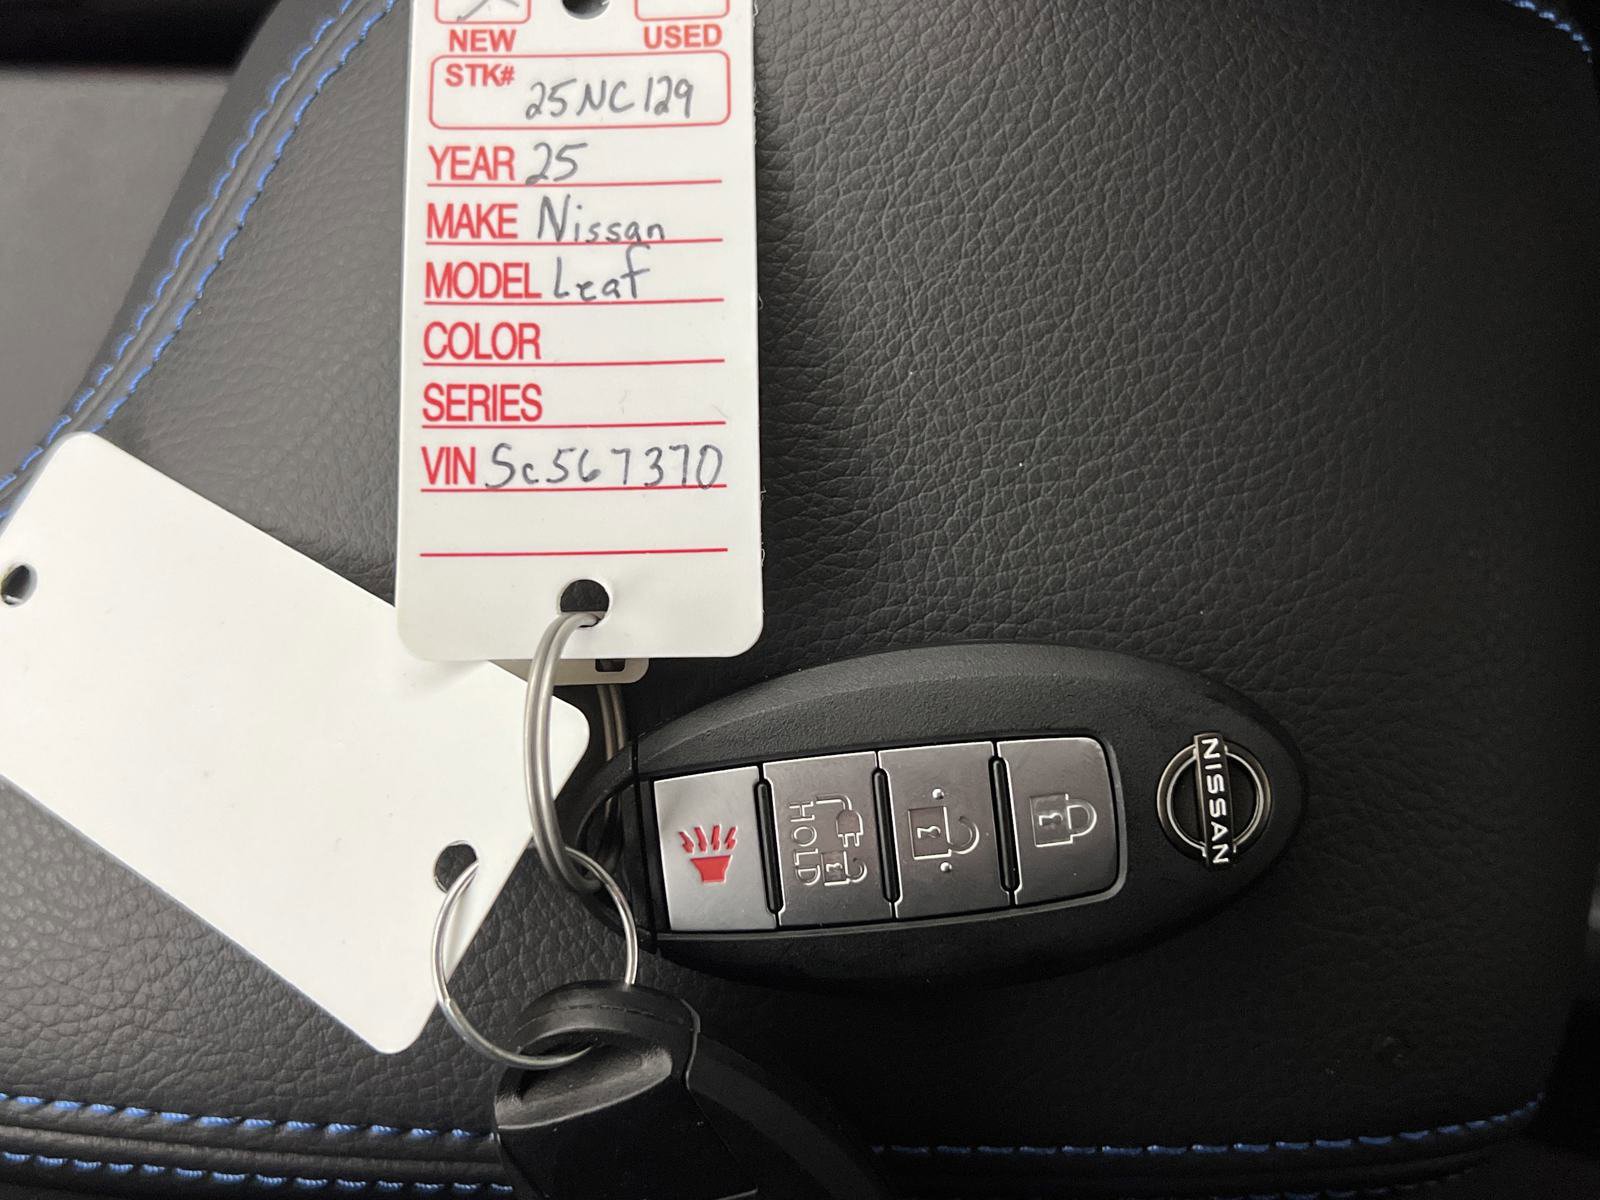 NEW USED
STK# 25NC129
YEAR 25
MAKE Nissan
MODEL Leaf
COLOR
SERIES
VIN Sc567370
HOLD
NISSAN